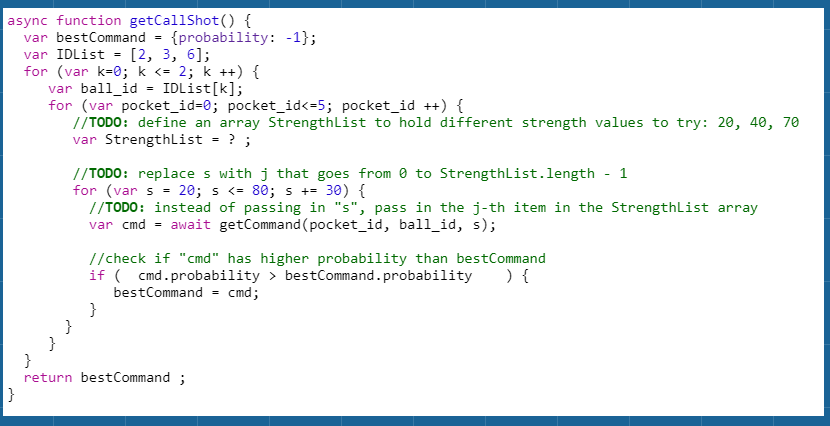 async function getCallShot() {
  var bestCommand = {probability: -1};
  var IDList = [2, 3, 6];
  for (var k=0; k <= 2; k ++) {
     var ball_id = IDList[k];
     for (var pocket_id=0; pocket_id<=5; pocket_id ++) {
        //TODO: define an array StrengthList to hold different strength values to try: 20, 40, 70
        var StrengthList = ? ;

        //TODO: replace s with j that goes from 0 to StrengthList.length - 1
        for (var s = 20; s <= 80; s += 30) {
          //TODO: instead of passing in "s", pass in the j-th item in the StrengthList array
          var cmd = await getCommand(pocket_id, ball_id, s);

          //check if "cmd" has higher probability than bestCommand
          if (  cmd.probability > bestCommand.probability    ) {
             bestCommand = cmd;
          }
       }
     }
  }
  return bestCommand ;
}